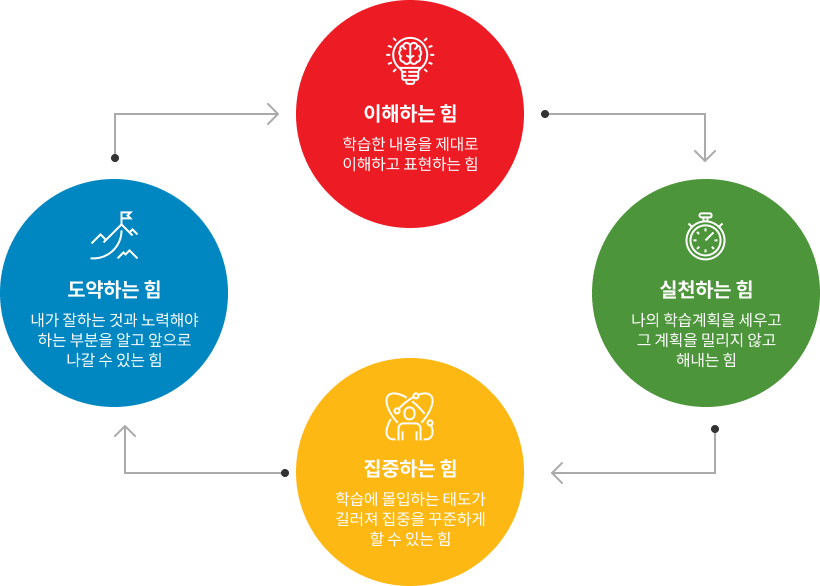 이해하는 힘
학습한 내용을 제대로
이해하고 표현하는 힘
실천하는 힘
나의 학습계획을 세우고
그 계획을 밀리지 않고
해내는 힘
집중하는 힘
학습에 몰입하는 태도가
길러져 집중을 꾸준하게
할 수 있는 힘
도약하는 힘
내가 잘하는 것과 노력해야
하는 부분을 알고 앞으로
나갈 수 있는 힘